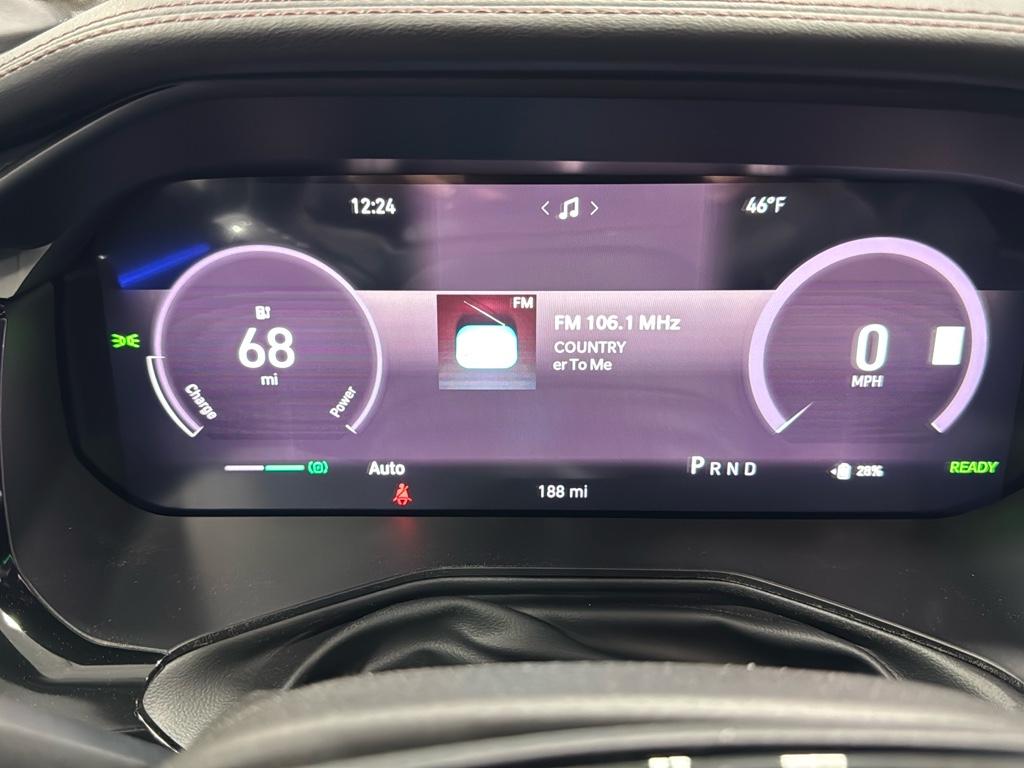 12:24
46°F
FM
FM 106.1 MHz
COUNTRY
er To Me
68
mi
Charge
Power
0
MPH
Auto
PRND
28%
READY
188 mi